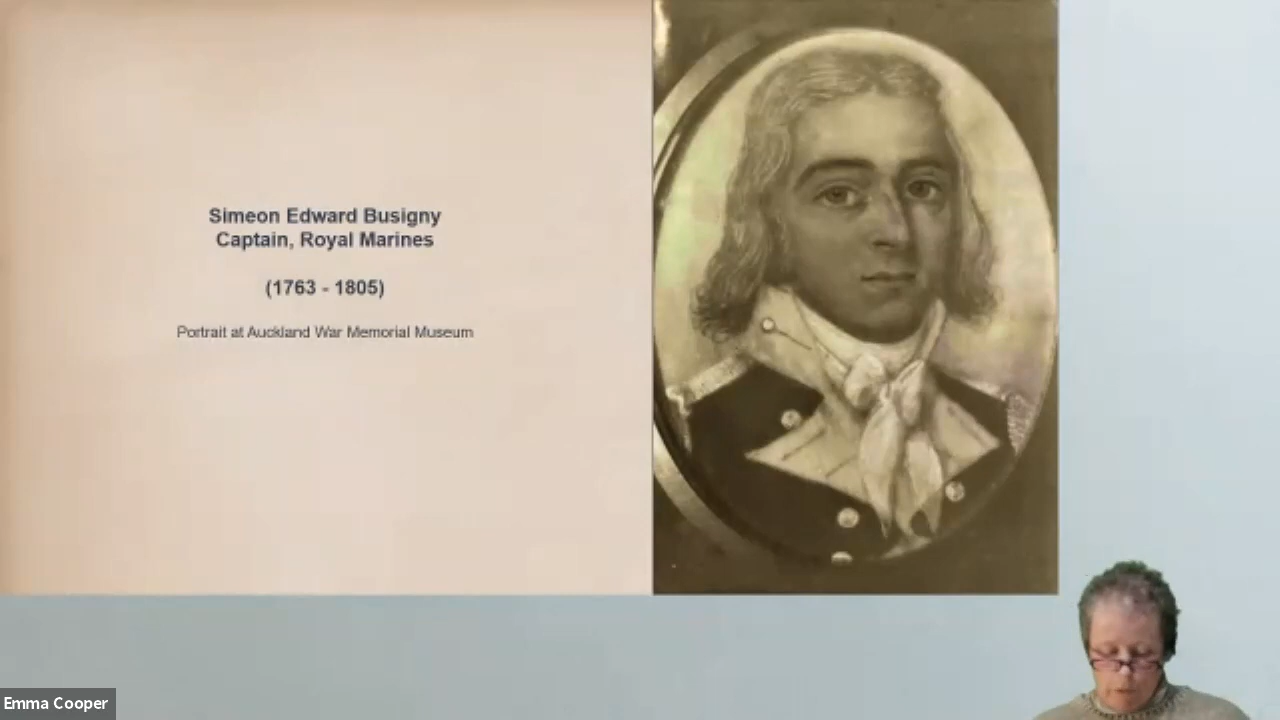 Simeon Edward Busigny
Captain, Royal Marines
(1763 - 1805)
Portrait at Auckland War Memorial Museum
Emma Cooper